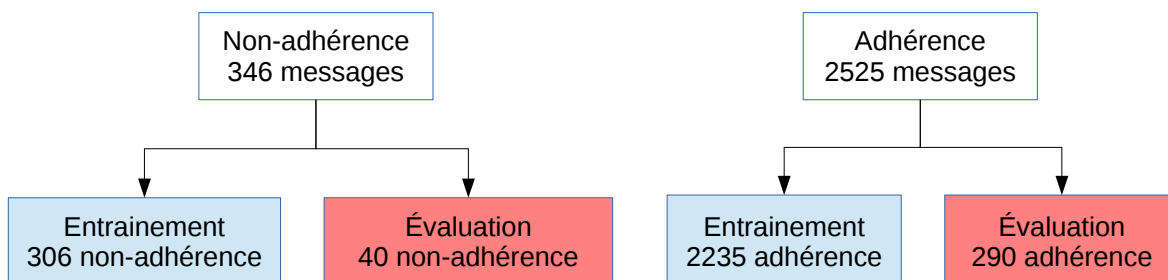 Non-adhérence
346 messages
Adhérence
2525 messages
Entrainement
306 non-adhérence
Évaluation
40 non-adhérence
Entrainement
2235 adhérence
Évaluation
290 adhérence